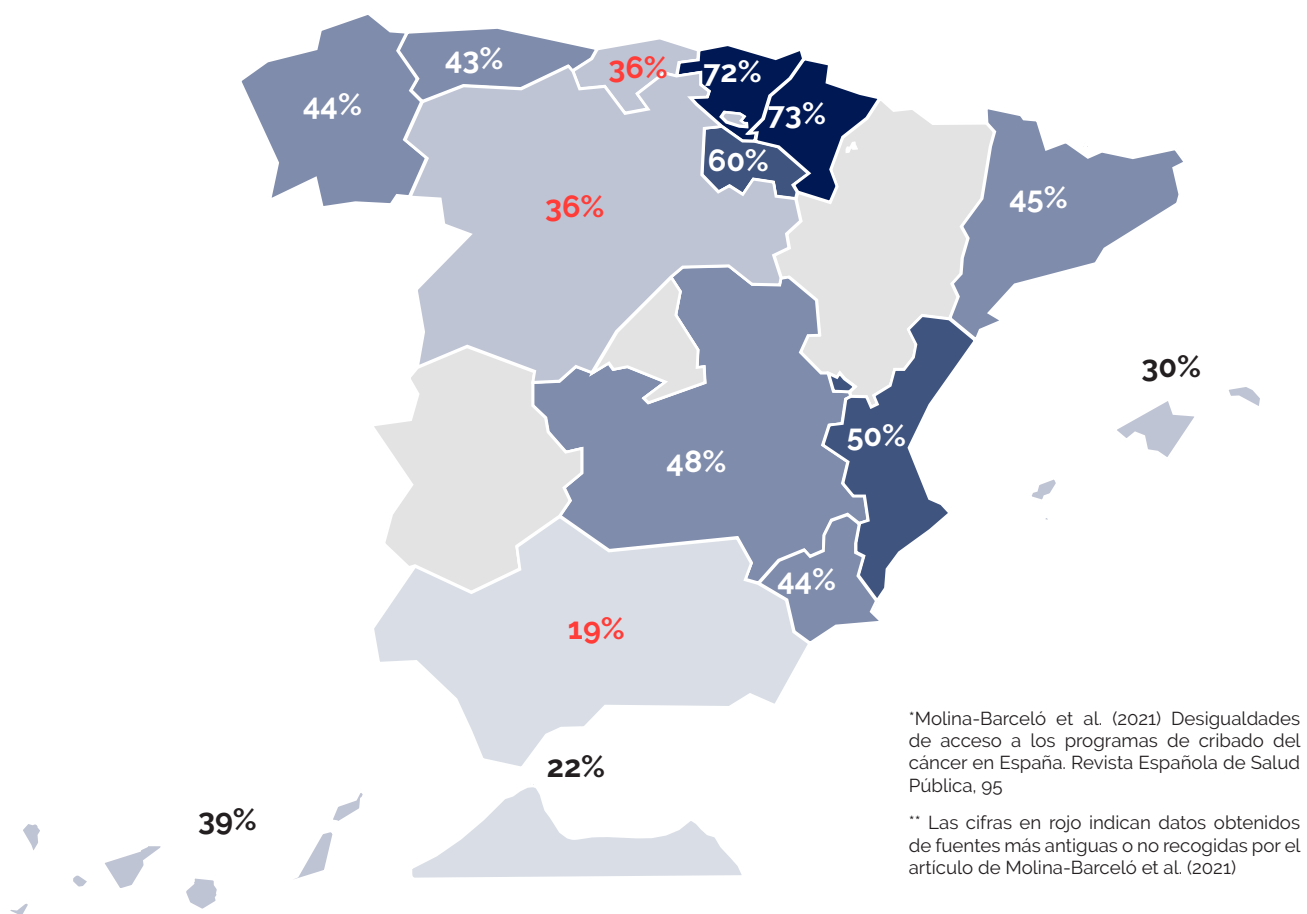 43%
36%
72%
44%
73%
60%
36%
45%
30%
50%
48%
44%
19%
22%
39%
*Molina-Barceló et al. (2021) Desigualdades
de acceso a los programas de cribado del
cáncer en España. Revista Española de Salud
Pública, 95
** Las cifras en rojo indican datos obtenidos
de fuentes más antiguas o no recogidas por el
artículo de Molina-Barceló et al. (2021)